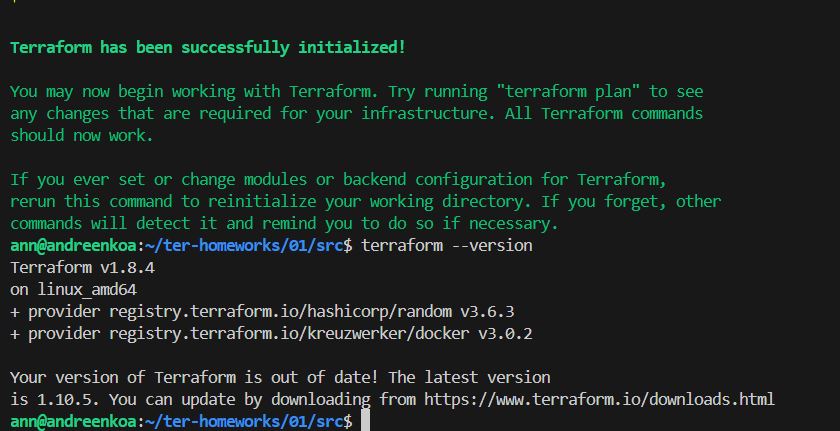 Terraform has been successfully initialized!
You may now begin working with Terraform. Try running "terraform plan" to see
any changes that are required for your infrastructure. All Terraform commands
should now work.
If you ever set or change modules or backend configuration for Terraform,
rerun this command to reinitialize your working directory. If you forget, other
commands will detect it and remind you to do so if necessary.
ann@andreenkoa:~/ter-homeworks/01/src$ terraform --version
Terraform v1.8.4
on linux_amd64
+ provider registry.terraform.io/hashicorp/random v3.6.3
+ provider registry.terraform.io/kreuzwerker/docker v3.0.2
Your version of Terraform is out of date! The latest version
is 1.10.5. You can update by downloading from https://www.terraform.io/downloads.html
ann@andreenkoa:~/ter-homeworks/01/src$